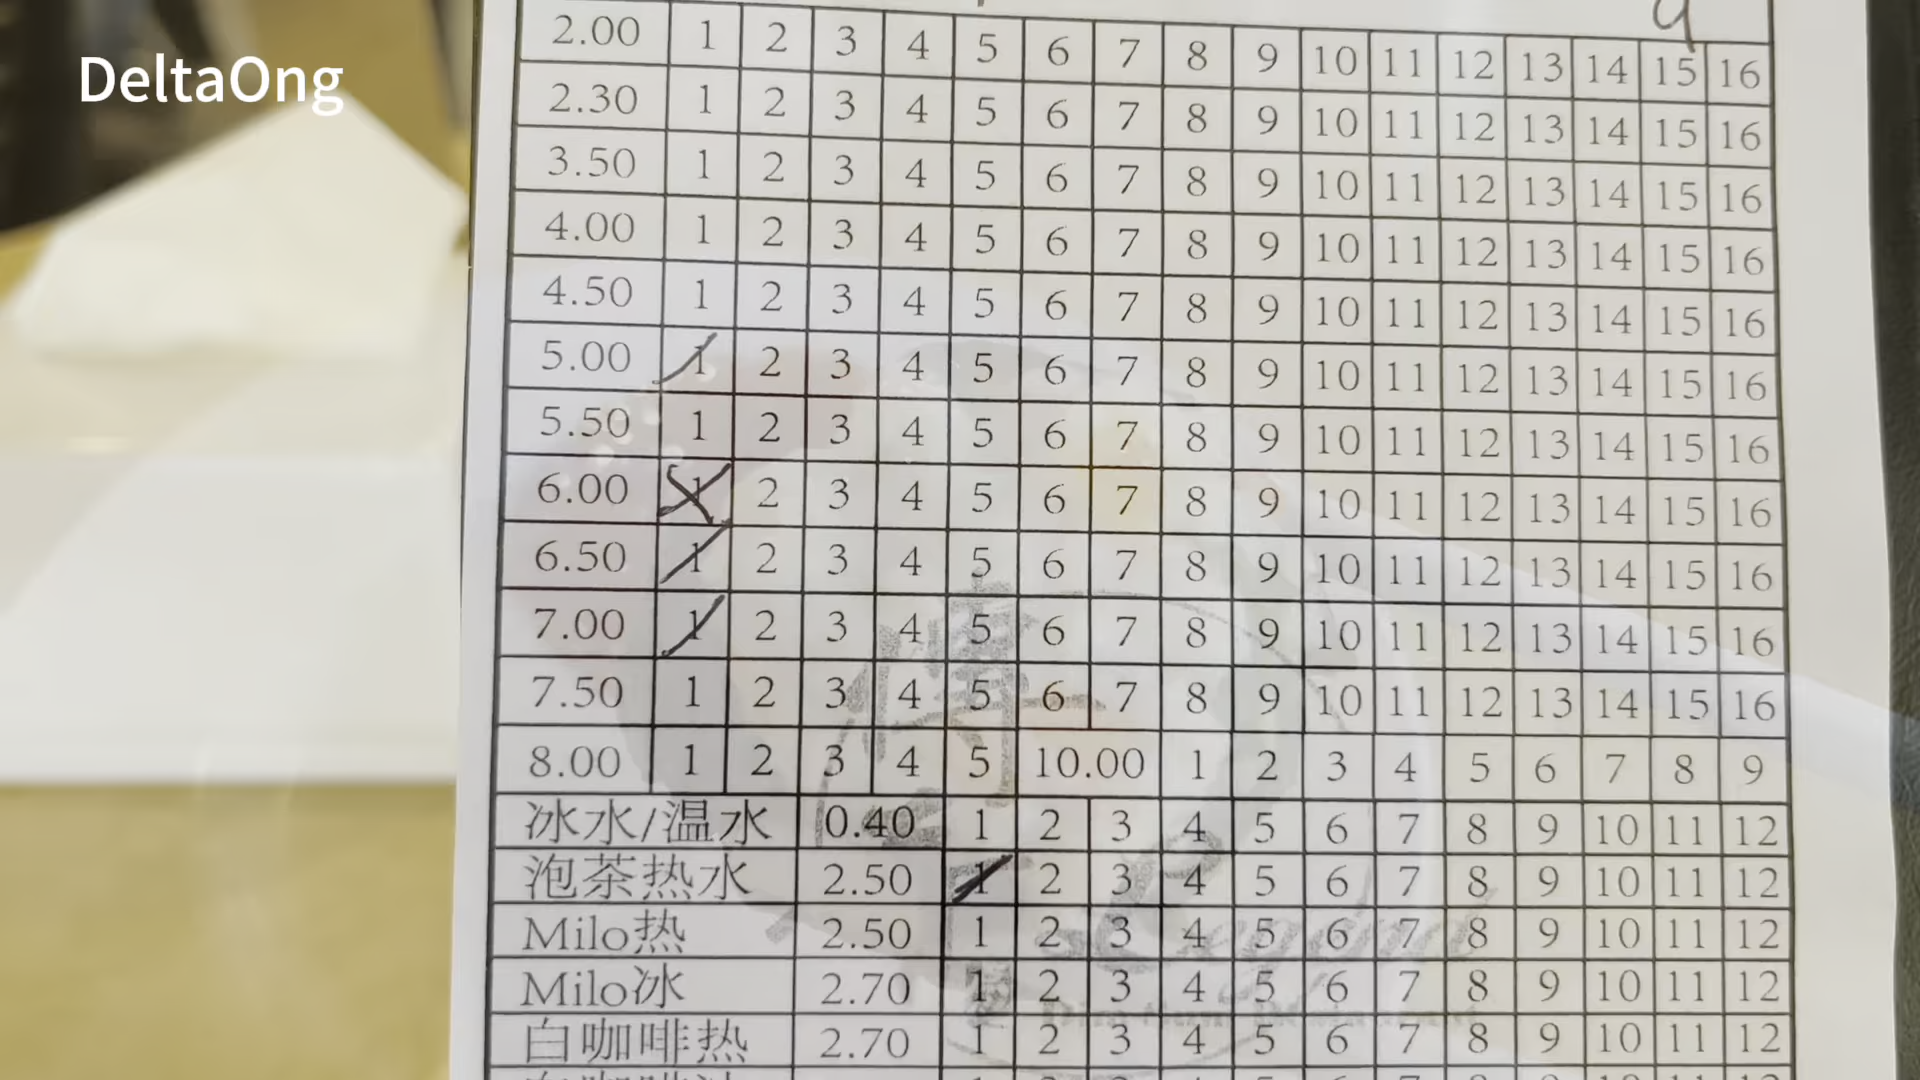 DeltaOng
2.00 1 2 3 4 5 6 7 8 9 10 11 12 13 14 15 16
2.30 1 2 3 4 5 6 7 8 9 10 11 12 13 14 15 16
3.50 1 2 3 4 5 6 7 8 9 10 11 12 13 14 15 16
4.00 1 2 3 4 5 6 7 8 9 10 11 12 13 14 15 16
4.50 1 2 3 4 5 6 7 8 9 10 11 12 13 14 15 16
5.00 1 2 3 4 5 6 7 8 9 10 11 12 13 14 15 16
5.50 1 2 3 4 5 6 7 8 9 10 11 12 13 14 15 16
6.00 1 2 3 4 5 6 7 8 9 10 11 12 13 14 15 16
6.50 1 2 3 4 5 6 7 8 9 10 11 12 13 14 15 16
7.00 1 2 3 4 5 6 7 8 9 10 11 12 13 14 15 16
7.50 1 2 3 4 5 6 7 8 9 10 11 12 13 14 15 16
8.00 1 2 3 4 5 10.00 1 2 3 4 5 6 7 8 9
冰水/温水 0.40 1 2 3 4 5 6 7 8 9 10 11 12
泡茶热水 2.50 1 2 3 4 5 6 7 8 9 10 11 12
Milo热 2.50 1 2 3 4 5 6 7 8 9 10 11 12
Milo冰 2.70 1 2 3 4 5 6 7 8 9 10 11 12
白咖啡热 2.70 1 2 3 4 5 6 7 8 9 10 11 12